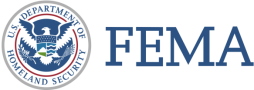 U.S. DEPARTMENT OF
HOMELAND SECURITY
FEMA